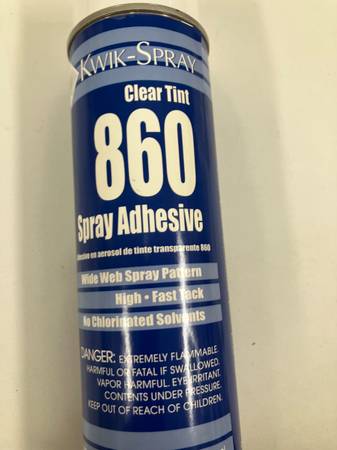 KWIK-SPRAY
Clear Tint
860
Spray Adhesive
en aerosol de tinte transparente 860
Wide Web Spray Pattern
High • Fast Tack
No Chlorinated Solvents
DANGER: EXTREMELY FLAMMABLE.
HARMFUL OR FATAL IF SWALLOWED.
VAPOR HARMFUL. EYE IRRITANT.
CONTENTS UNDER PRESSURE.
KEEP OUT OF REACH OF CHILDREN.